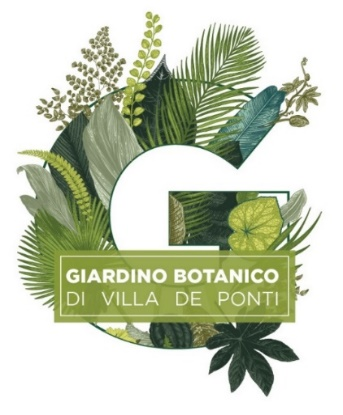 G
GIARDINO BOTANICO
DI VILLA DE PONTI